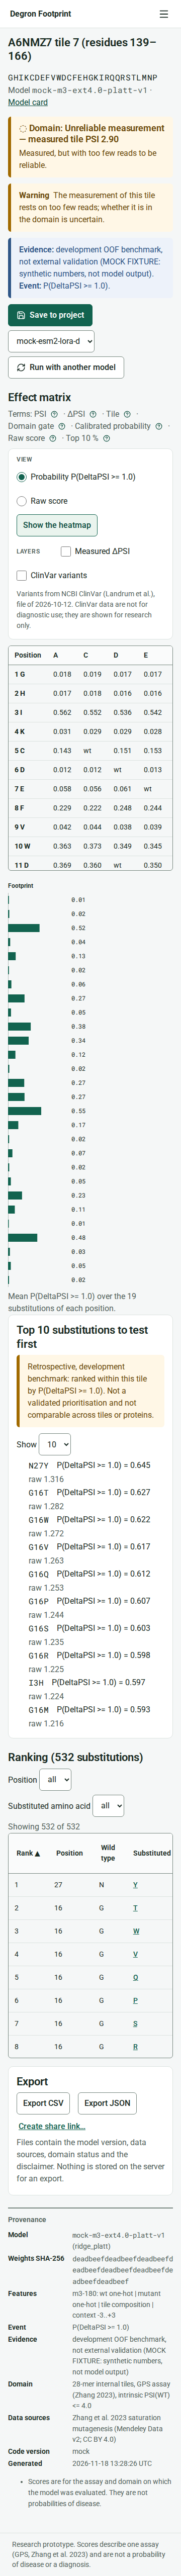 Degron Footprint
A6NMZ7 tile 7 (residues 139–
166)
GHIKCDEFVWDCFEHGKIRQQRSTLMNP
Model mock-m3-ext4.0-platt-v1 ·
Model card
Domain: Unreliable measurement
— measured tile PSI 2.90
Measured, but with too few reads to be
reliable.
Warning The measurement of this tile
rests on too few reads; whether it is in
the domain is uncertain.
Evidence: development OOF benchmark,
not external validation (MOCK FIXTURE:
synthetic numbers, not model output).
Event: P(DeltaPSI >= 1.0).
Save to project
mock-esm2-lora-d
Run with another model
Effect matrix
Terms: PSI ? · ΔPSI ? · Tile ? ·
Domain gate ? · Calibrated probability ? ·
Raw score ? · Top 10 % ?
VIEW
Probability P(DeltaPSI >= 1.0)
Raw score
Show the heatmap
LAYERS Measured ΔPSI
ClinVar variants
Variants from NCBI ClinVar (Landrum et al.),
file of 2026-10-12. ClinVar data are not for
diagnostic use, they are shown for research
only.
Position A C D E
1 G 0.018 0.019 0.017 0.017
2 H 0.017 0.018 0.016 0.016
3 I 0.562 0.552 0.536 0.542
4 K 0.031 0.029 0.029 0.028
5 C 0.143 wt 0.151 0.153
6 D 0.012 0.012 wt 0.013
7 E 0.058 0.056 0.061 wt
8 F 0.229 0.222 0.248 0.244
9 V 0.042 0.044 0.038 0.039
10 W 0.363 0.373 0.349 0.345
11 D 0.369 0.360 wt 0.350
Footprint
0.01
0.02
0.52
0.04
0.13
0.02
0.06
0.27
0.05
0.38
0.34
0.12
0.02
0.27
0.27
0.55
0.17
0.02
0.07
0.02
0.05
0.23
0.11
0.01
0.48
0.03
0.05
0.02
Mean P(DeltaPSI >= 1.0) over the 19
substitutions of each position.
Top 10 substitutions to test
first
Retrospective, development
benchmark: ranked within this tile
by P(DeltaPSI >= 1.0). Not a
validated prioritisation and not
comparable across tiles or proteins.
Show 10
N27Y P(DeltaPSI >= 1.0) = 0.645
raw 1.316
G16T P(DeltaPSI >= 1.0) = 0.627
raw 1.282
G16W P(DeltaPSI >= 1.0) = 0.622
raw 1.272
G16V P(DeltaPSI >= 1.0) = 0.617
raw 1.263
G16Q P(DeltaPSI >= 1.0) = 0.612
raw 1.253
G16P P(DeltaPSI >= 1.0) = 0.607
raw 1.244
G16S P(DeltaPSI >= 1.0) = 0.603
raw 1.235
G16R P(DeltaPSI >= 1.0) = 0.598
raw 1.225
I3H P(DeltaPSI >= 1.0) = 0.597
raw 1.224
G16M P(DeltaPSI >= 1.0) = 0.593
raw 1.216
Ranking (532 substitutions)
Position all
Substituted amino acid all
Showing 532 of 532
Rank ▲ Position Wild type Substituted
1 27 N Y
2 16 G T
3 16 G W
4 16 G V
5 16 G Q
6 16 G P
7 16 G S
8 16 G R
Export
Export CSV Export JSON
Create share link…
Files contain the model version, data
sources, domain status and the
disclaimer. Nothing is stored on the server
for an export.
Provenance
Model mock-m3-ext4.0-platt-v1
(ridge_platt)
Weights SHA-256 deadbeefdeadbeefdeadbeefd
eadbeefdeadbeefdeadbeefde
adbeefdeadbeef
Features m3-180: wt one-hot | mutant
one-hot | tile composition |
context -3..+3
Event P(DeltaPSI >= 1.0)
Evidence development OOF benchmark,
not external validation (MOCK
FIXTURE: synthetic numbers,
not model output)
Domain 28-mer internal tiles, GPS assay
(Zhang 2023), intrinsic PSI(WT)
<= 4.0
Data sources Zhang et al. 2023 saturation
mutagenesis (Mendeley Data
v2; CC BY 4.0)
Code version mock
Generated 2026-11-18 13:28:26 UTC
• Scores are for the assay and domain on which
the model was evaluated. They are not
probabilities of disease.
Research prototype. Scores describe one assay
(GPS, Zhang et al. 2023) and are not a probability
of disease or a diagnosis.